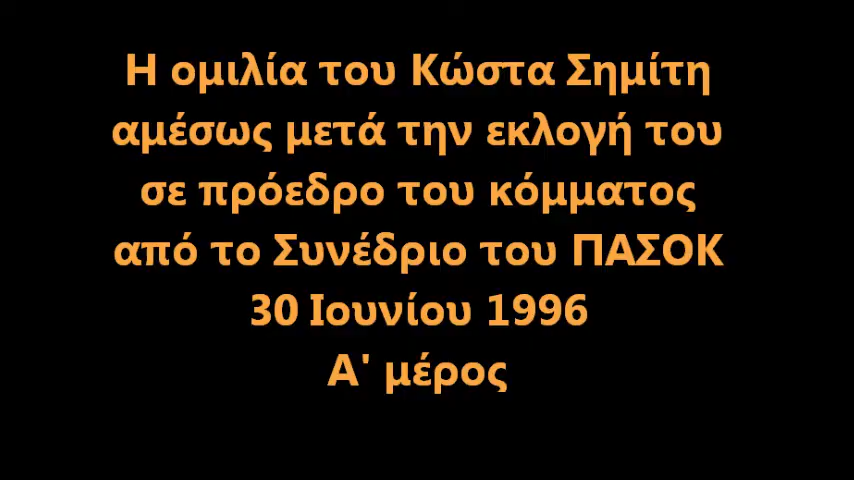 Η ομιλία του Κώστα Σημίτη
αμέσως μετά την εκλογή του
σε πρόεδρο του κόμματος
από το Συνέδριο του ΠΑΣΟΚ
30 Ιουνίου 1996
Α' μέρος